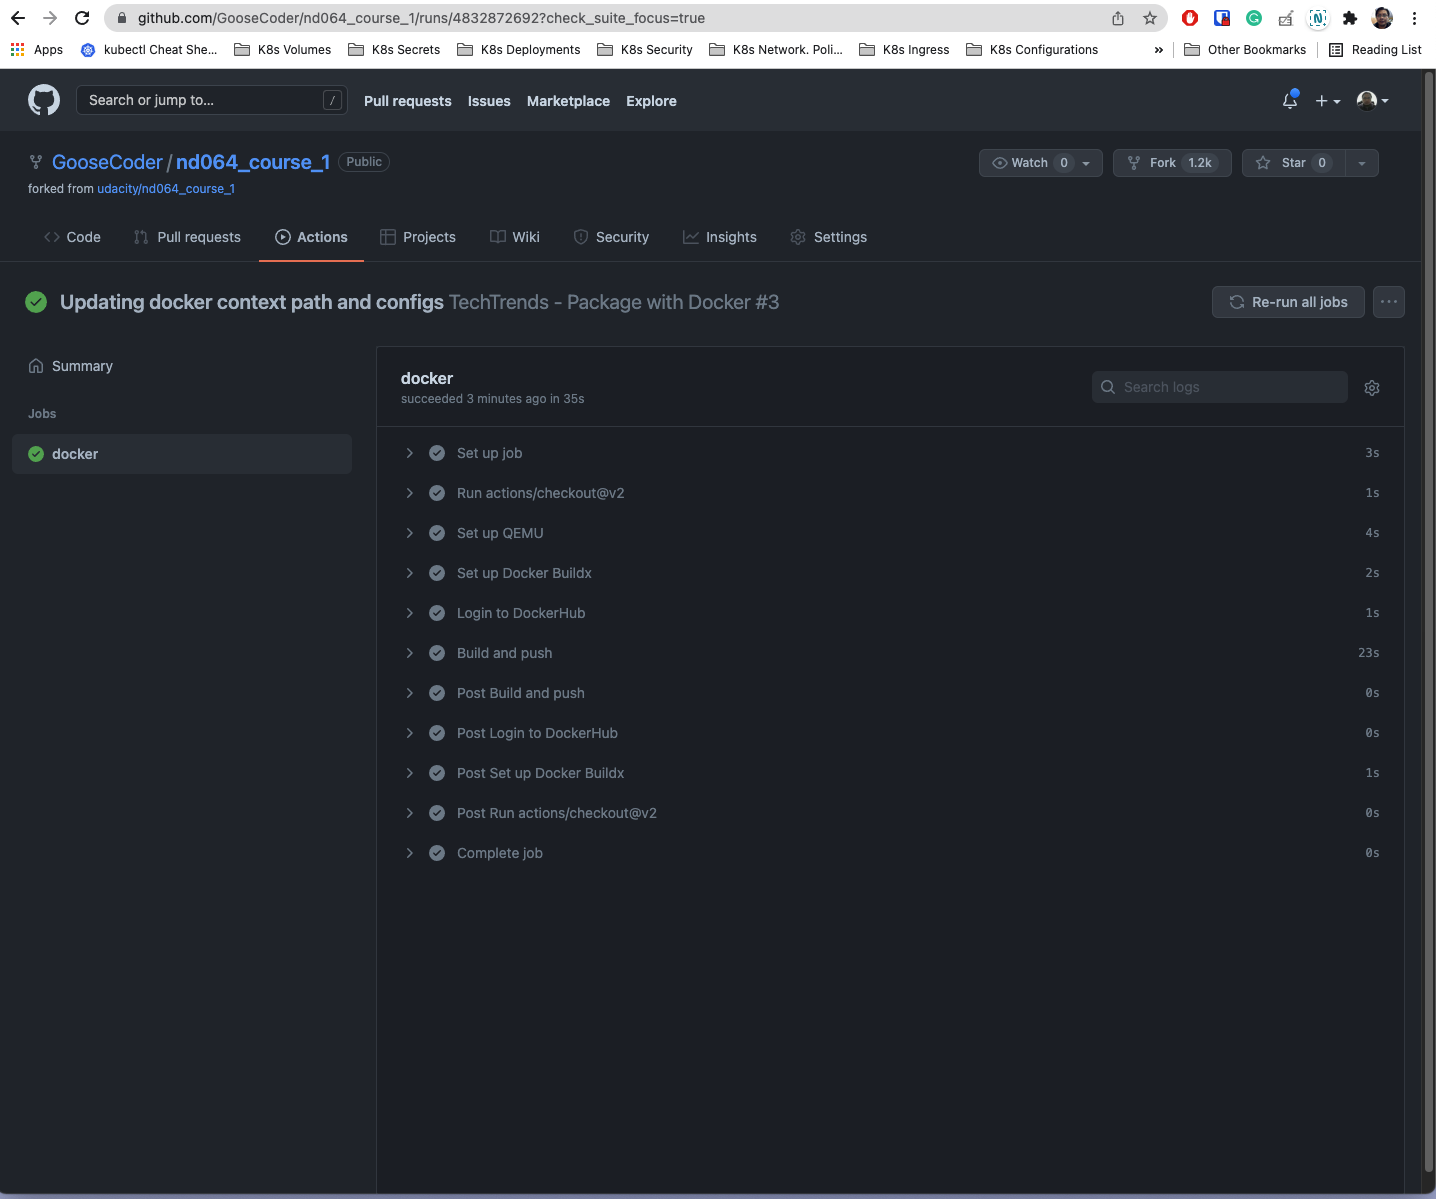 github.com/GooseCoder/nd064_course_1/runs/4832872692?check_suite_focus=true
Apps kubectl Cheat She... K8s Volumes K8s Secrets K8s Deployments K8s Security K8s Network. Poli... K8s Ingress K8s Configurations » Other Bookmarks Reading List
Search or jump to... / Pull requests Issues Marketplace Explore
GooseCoder / nd064_course_1 Public Watch 0 Fork 1.2k Star 0
forked from udacity/nd064_course_1
Code Pull requests Actions Projects Wiki Security Insights Settings
Updating docker context path and configs TechTrends - Package with Docker #3 Re-run all jobs ...
Summary
Jobs
docker
docker
succeeded 3 minutes ago in 35s
Search logs
Set up job 3s
Run actions/checkout@v2 1s
Set up QEMU 4s
Set up Docker Buildx 2s
Login to DockerHub 1s
Build and push 23s
Post Build and push 0s
Post Login to DockerHub 0s
Post Set up Docker Buildx 1s
Post Run actions/checkout@v2 0s
Complete job 0s